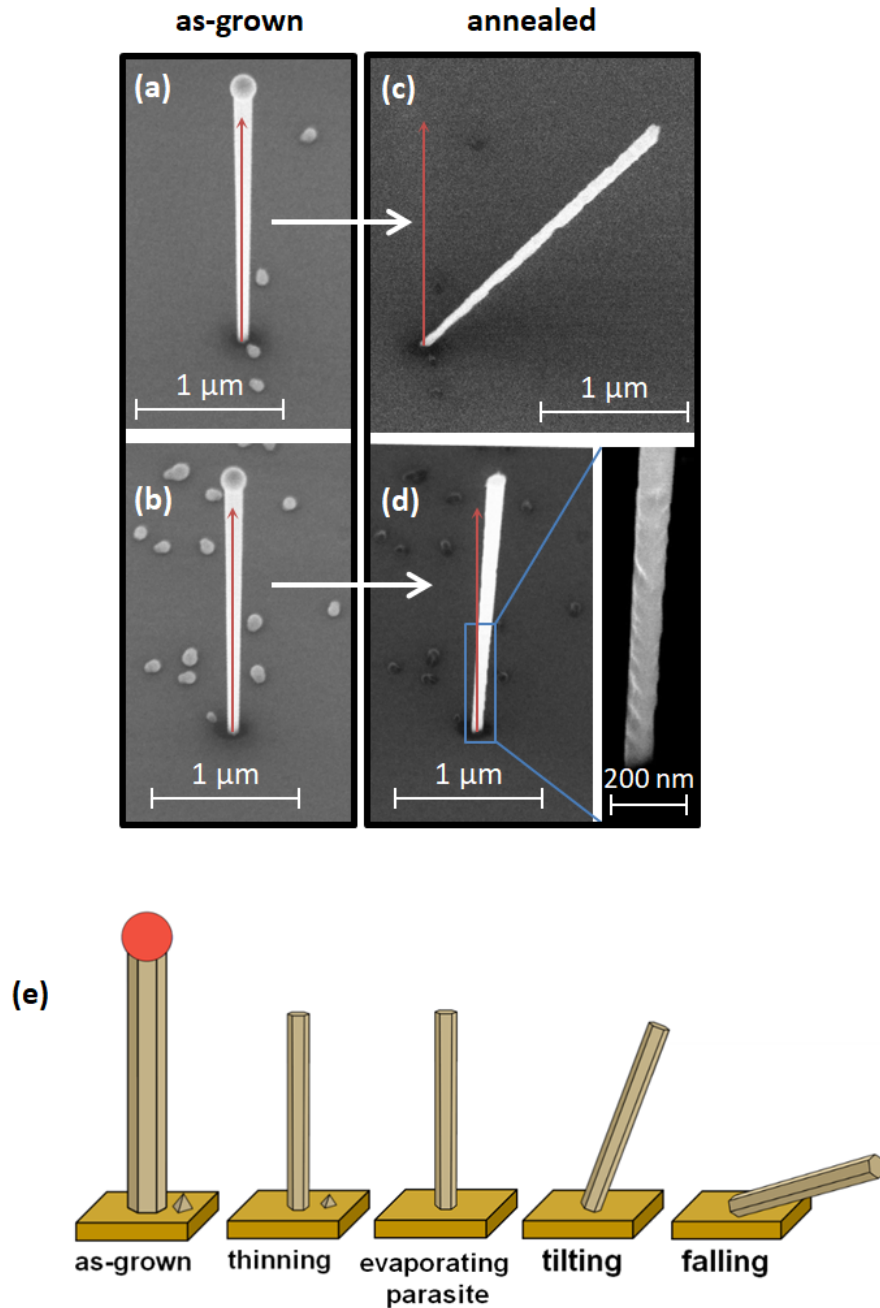 as-grown
annealed
(a)
(c)
1 µm
1 µm
(b)
(d)
1 µm
1 µm
200 nm
(e)
as-grown
thinning
evaporating
parasite
tilting
falling